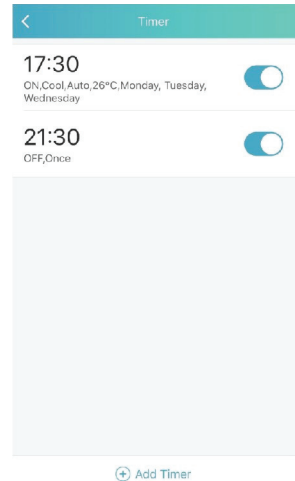 Timer
17:30
ON,Cool,Auto,26°C,Monday, Tuesday,
Wednesday
21:30
OFF,Once
Add Timer